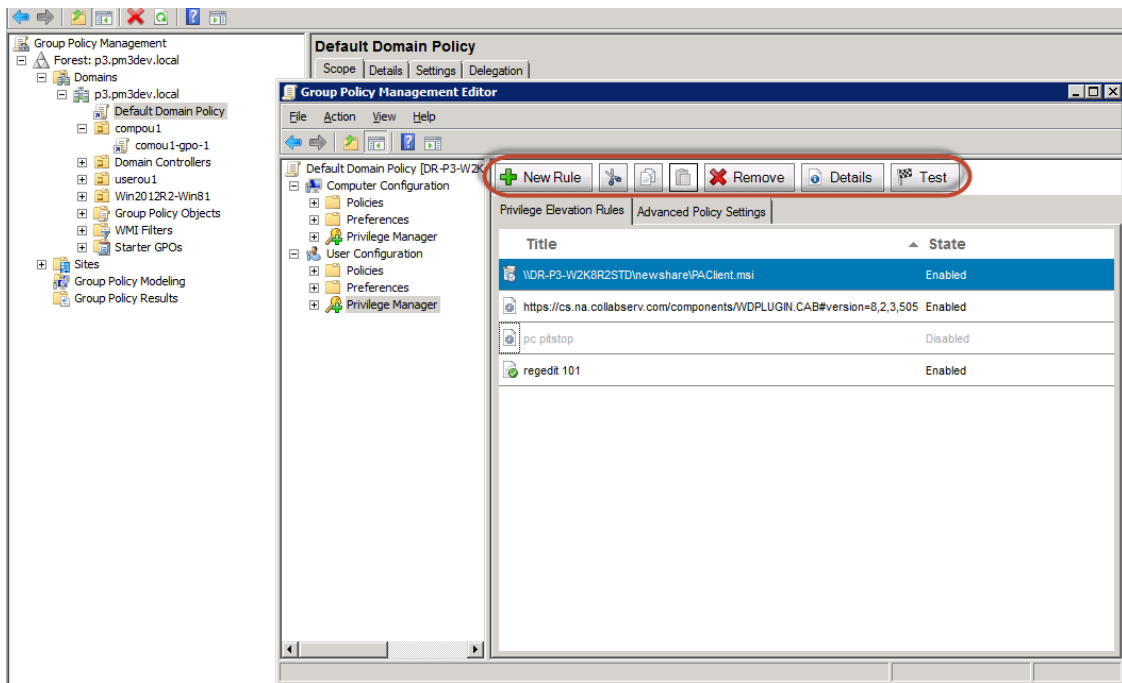 Group Policy Management
Forest: p3.pm3dev.local
Domains
p3.pm3dev.local
Default Domain Policy
compou1
comou1-gpo-1
Domain Controllers
userou1
Win2012R2-Win81
Group Policy Objects
WMI Filters
Starter GPOs
Sites
Group Policy Modeling
Group Policy Results
Default Domain Policy
Scope Details Settings Delegation
Group Policy Management Editor
File Action View Help
Default Domain Policy [DR-P3-W2K
Computer Configuration
Policies
Preferences
Privilege Manager
User Configuration
Policies
Preferences
Privilege Manager
New Rule Remove Details Test
Privilege Elevation Rules Advanced Policy Settings
Title State
\\DR-P3-W2K8R2STD\newshare\PAClient.msi Enabled
https://cs.na.collabserv.com/components/WDPLUGIN.CAB#version=8,2,3,505 Enabled
pc pitstop Disabled
regedit 101 Enabled